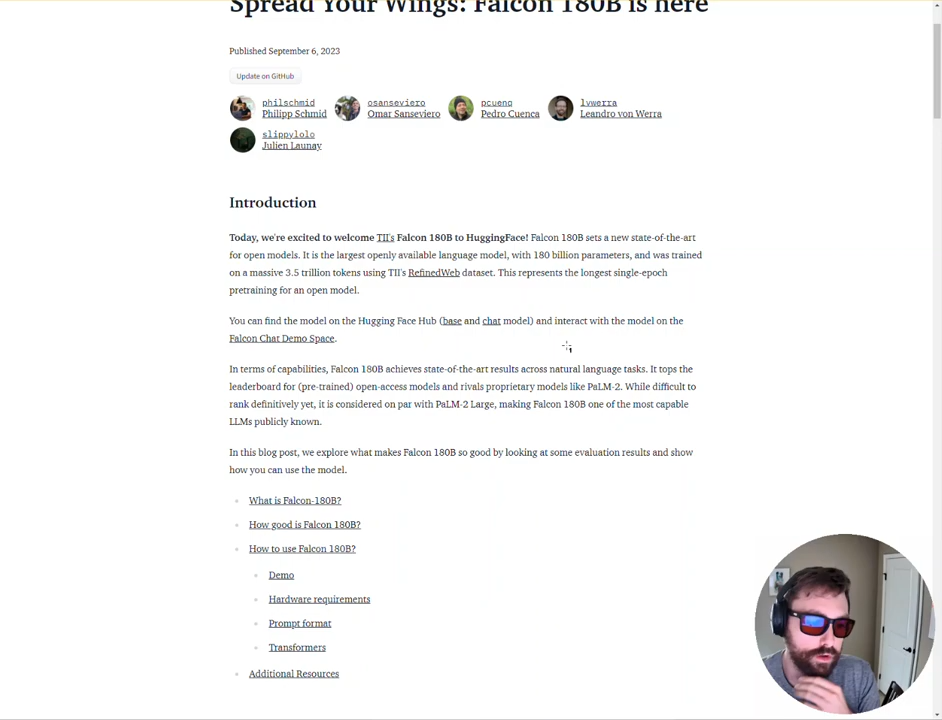 Spread Your Wings: Falcon 180B is here
Published September 6, 2023
Update on GitHub
philschmid
Philipp Schmid
osanseviero
Omar Sanseviero
pcuenq
Pedro Cuenca
lvwerra
Leandro von Werra
slippylolo
Julien Launay
Introduction
Today, we're excited to welcome TII's Falcon 180B to HuggingFace! Falcon 180B sets a new state-of-the-art
for open models. It is the largest openly available language model, with 180 billion parameters, and was trained
on a massive 3.5 trillion tokens using TII's RefinedWeb dataset. This represents the longest single-epoch
pretraining for an open model.
You can find the model on the Hugging Face Hub (base and chat model) and interact with the model on the
Falcon Chat Demo Space.
In terms of capabilities, Falcon 180B achieves state-of-the-art results across natural language tasks. It tops the
leaderboard for (pre-trained) open-access models and rivals proprietary models like PaLM-2. While difficult to
rank definitively yet, it is considered on par with PaLM-2 Large, making Falcon 180B one of the most capable
LLMs publicly known.
In this blog post, we explore what makes Falcon 180B so good by looking at some evaluation results and show
how you can use the model.
What is Falcon-180B?
How good is Falcon 180B?
How to use Falcon 180B?
Demo
Hardware requirements
Prompt format
Transformers
Additional Resources